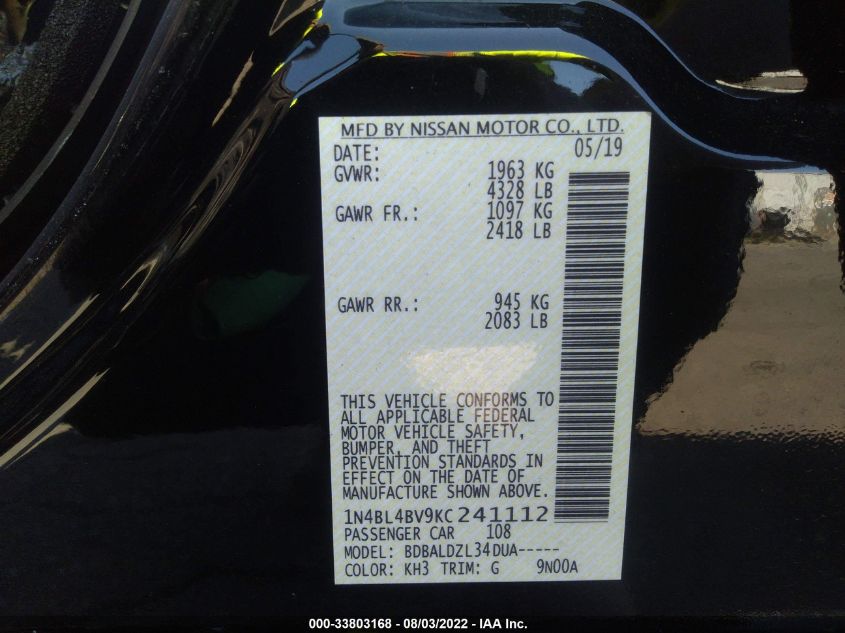 MFD BY NISSAN MOTOR CO., LTD.
DATE: 05/19
GVWR: 1963 KG
4328 LB
GAWR FR.: 1097 KG
2418 LB
GAWR RR.: 945 KG
2083 LB
THIS VEHICLE CONFORMS TO
ALL APPLICABLE FEDERAL
MOTOR VEHICLE SAFETY,
BUMPER, AND THEFT
PREVENTION STANDARDS IN
EFFECT ON THE DATE OF
MANUFACTURE SHOWN ABOVE.
1N4BL4BV9KC241112
PASSENGER CAR 108
MODEL: BDBALDZL34DUA-----
COLOR: KH3 TRIM: G 9N00A
000-33803168 - 08/03/2022 - IAA Inc.